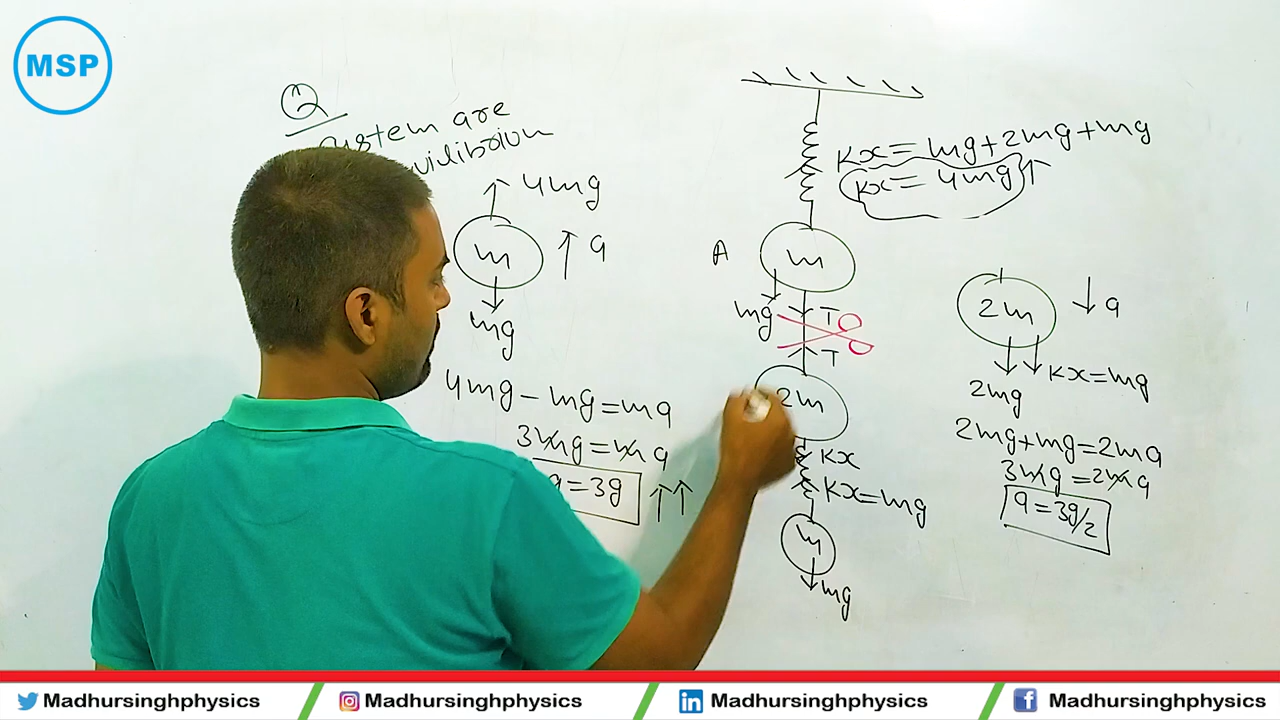 MSP
Q
system are
4mg
m
↑ a
mg
4mg - mg = ma
3mg = ma
= 3g
Kx = mg + 2mg + mg
Kx = 4mg ↑
A
m
mg
T
T
2m
Kx
Kx = mg
m
mg
2m
↓ a
2mg
Kx = mg
2mg + mg = 2ma
3mg = 2ma
a = 3g/2
Madhursinghphysics
Madhursinghphysics
Madhursinghphysics
Madhursinghphysics